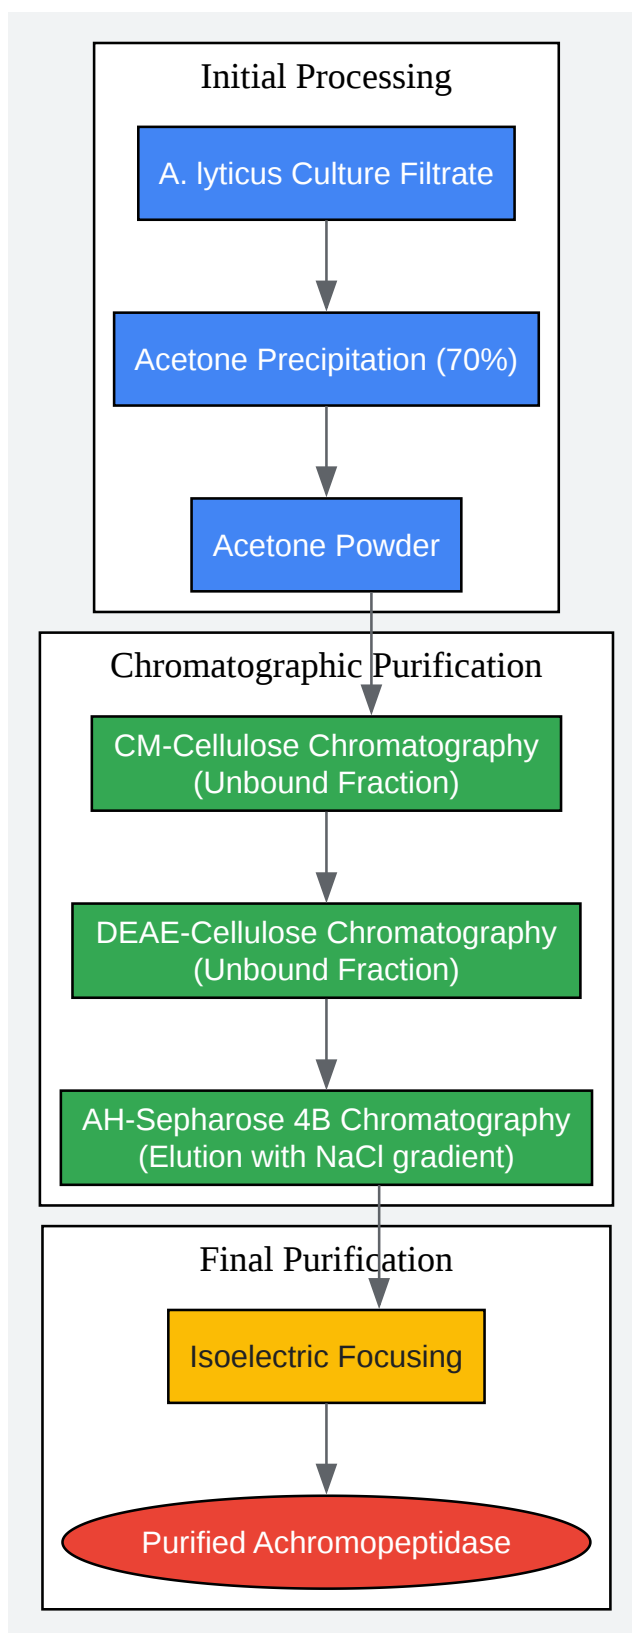 Initial Processing
A. lyticus Culture Filtrate
Acetone Precipitation (70%)
Acetone Powder
Chromatographic Purification
CM-Cellulose Chromatography
(Unbound Fraction)
DEAE-Cellulose Chromatography
(Unbound Fraction)
AH-Sepharose 4B Chromatography
(Elution with NaCl gradient)
Final Purification
Isoelectric Focusing
Purified Achromopeptidase